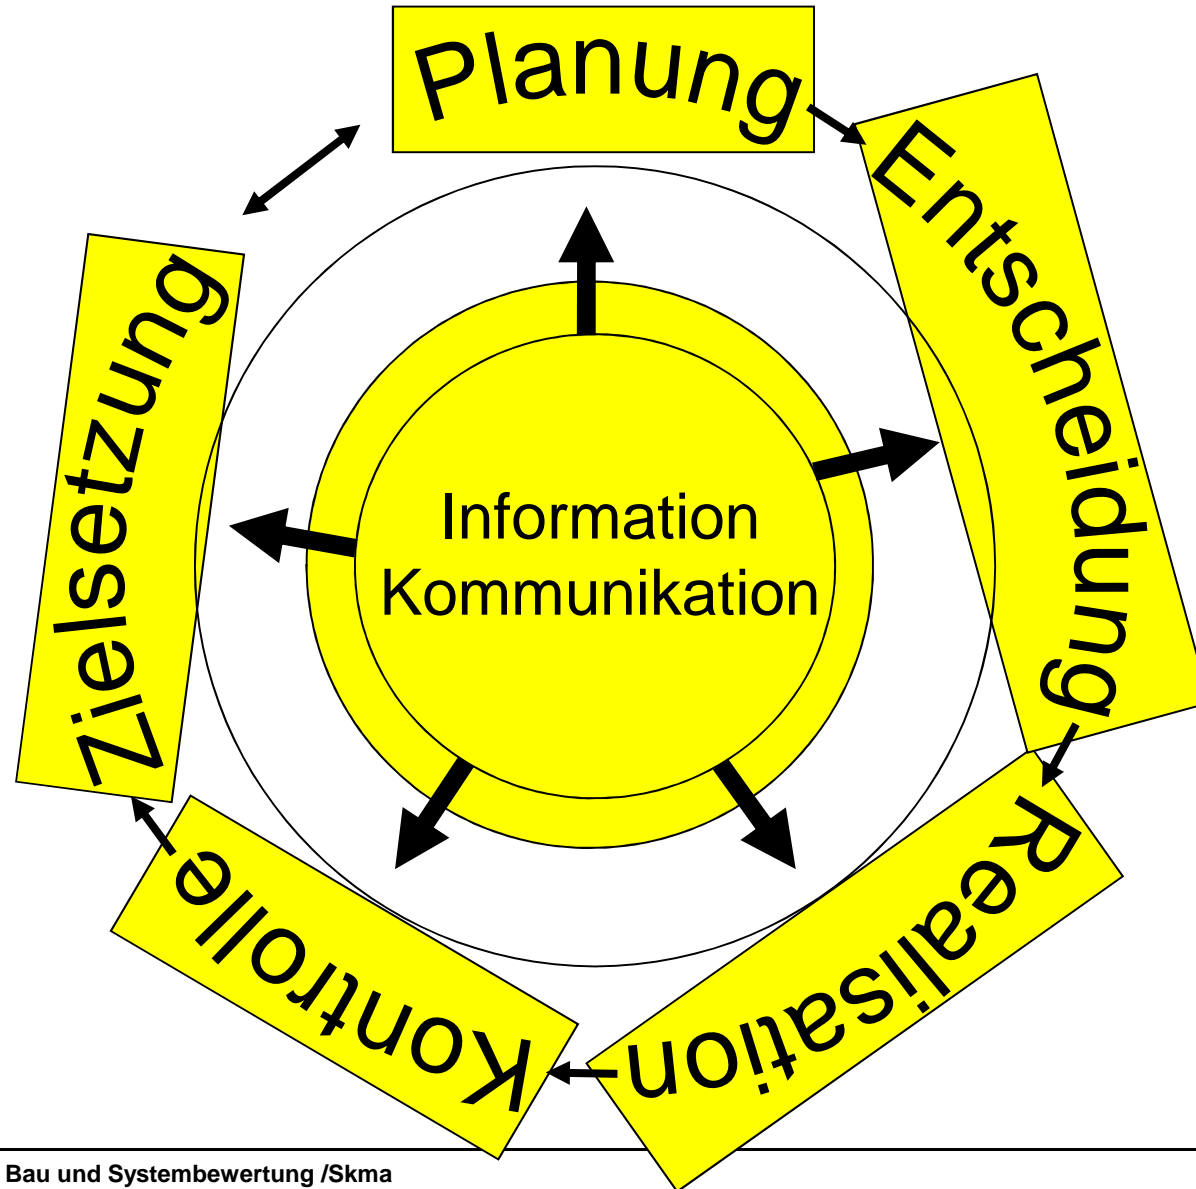 Planung
Entscheidung
Realisation
Kontrolle
Zielsetzung
Information
Kommunikation
Bau und Systembewertung /Skma